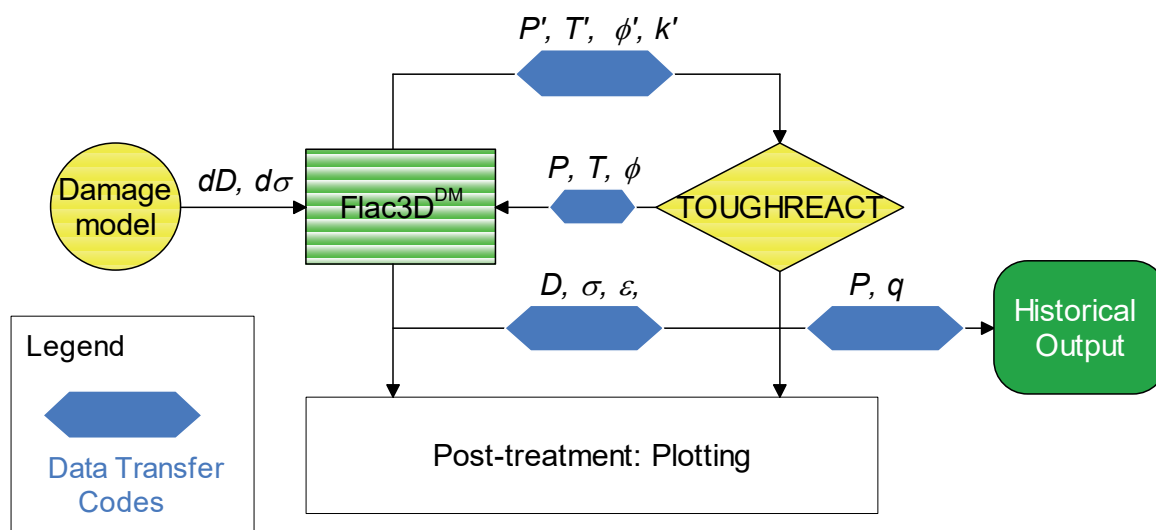 P', T', ϕ', k'
Damage
model
dD, dσ
Flac3D^DM
P, T, ϕ
TOUGHREACT
D, σ, ε,
P, q
Historical
Output
Legend
Data Transfer
Codes
Post-treatment: Plotting